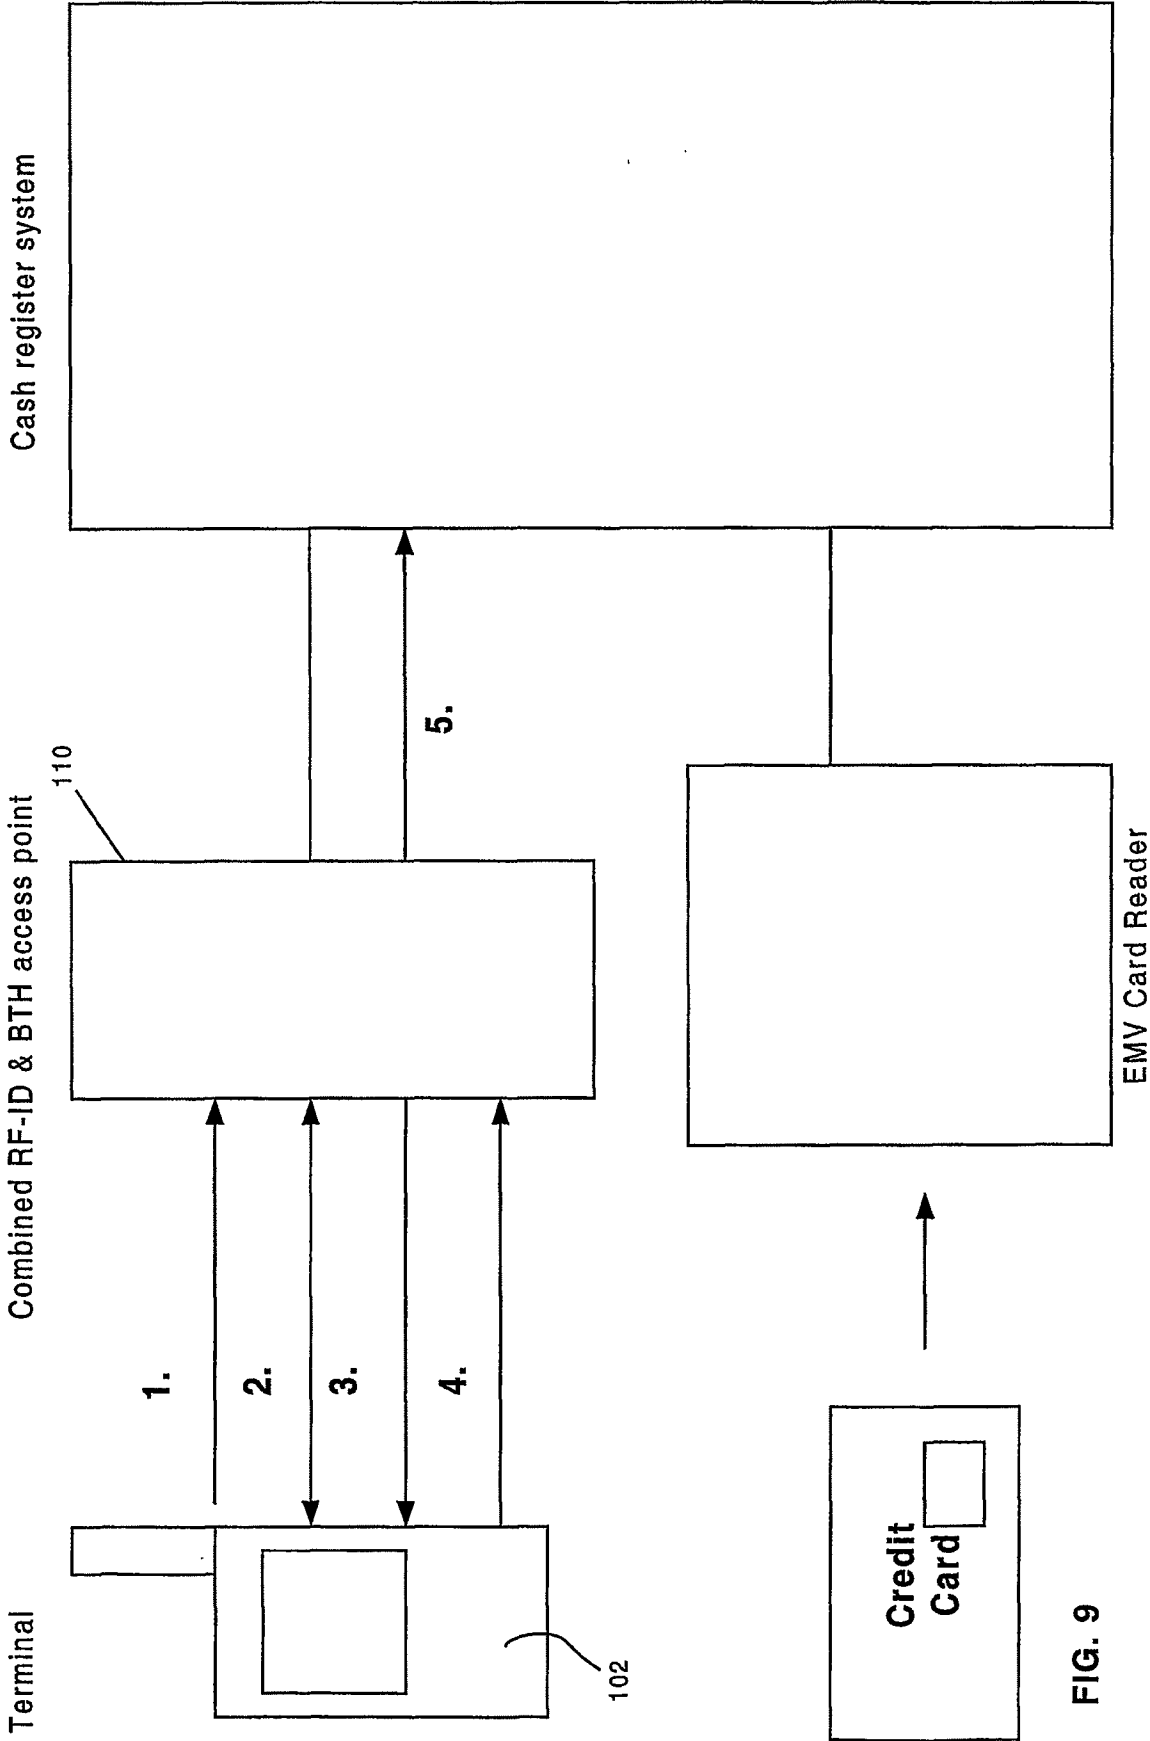 Terminal
Combined RF-ID & BTH access point
Cash register system
110
1.
2.
3.
4.
5.
102
Credit
Card
EMV Card Reader
FIG. 9